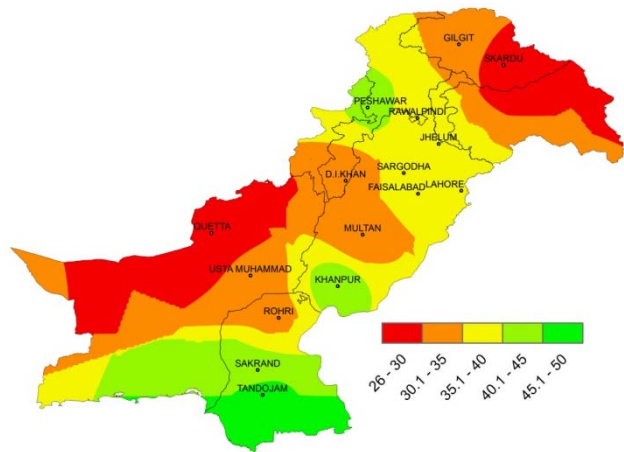 GILGIT
SKARDU
PESHAWAR
RAWALPINDI
JHELUM
SARGODHA
D.I.KHAN
FAISALABAD
LAHORE
QUETTA
MULTAN
USTA MUHAMMAD
KHANPUR
ROHRI
SAKRAND
TANDOJAM
26 - 30
30.1 - 35
35.1 - 40
40.1 - 45
45.1 - 50